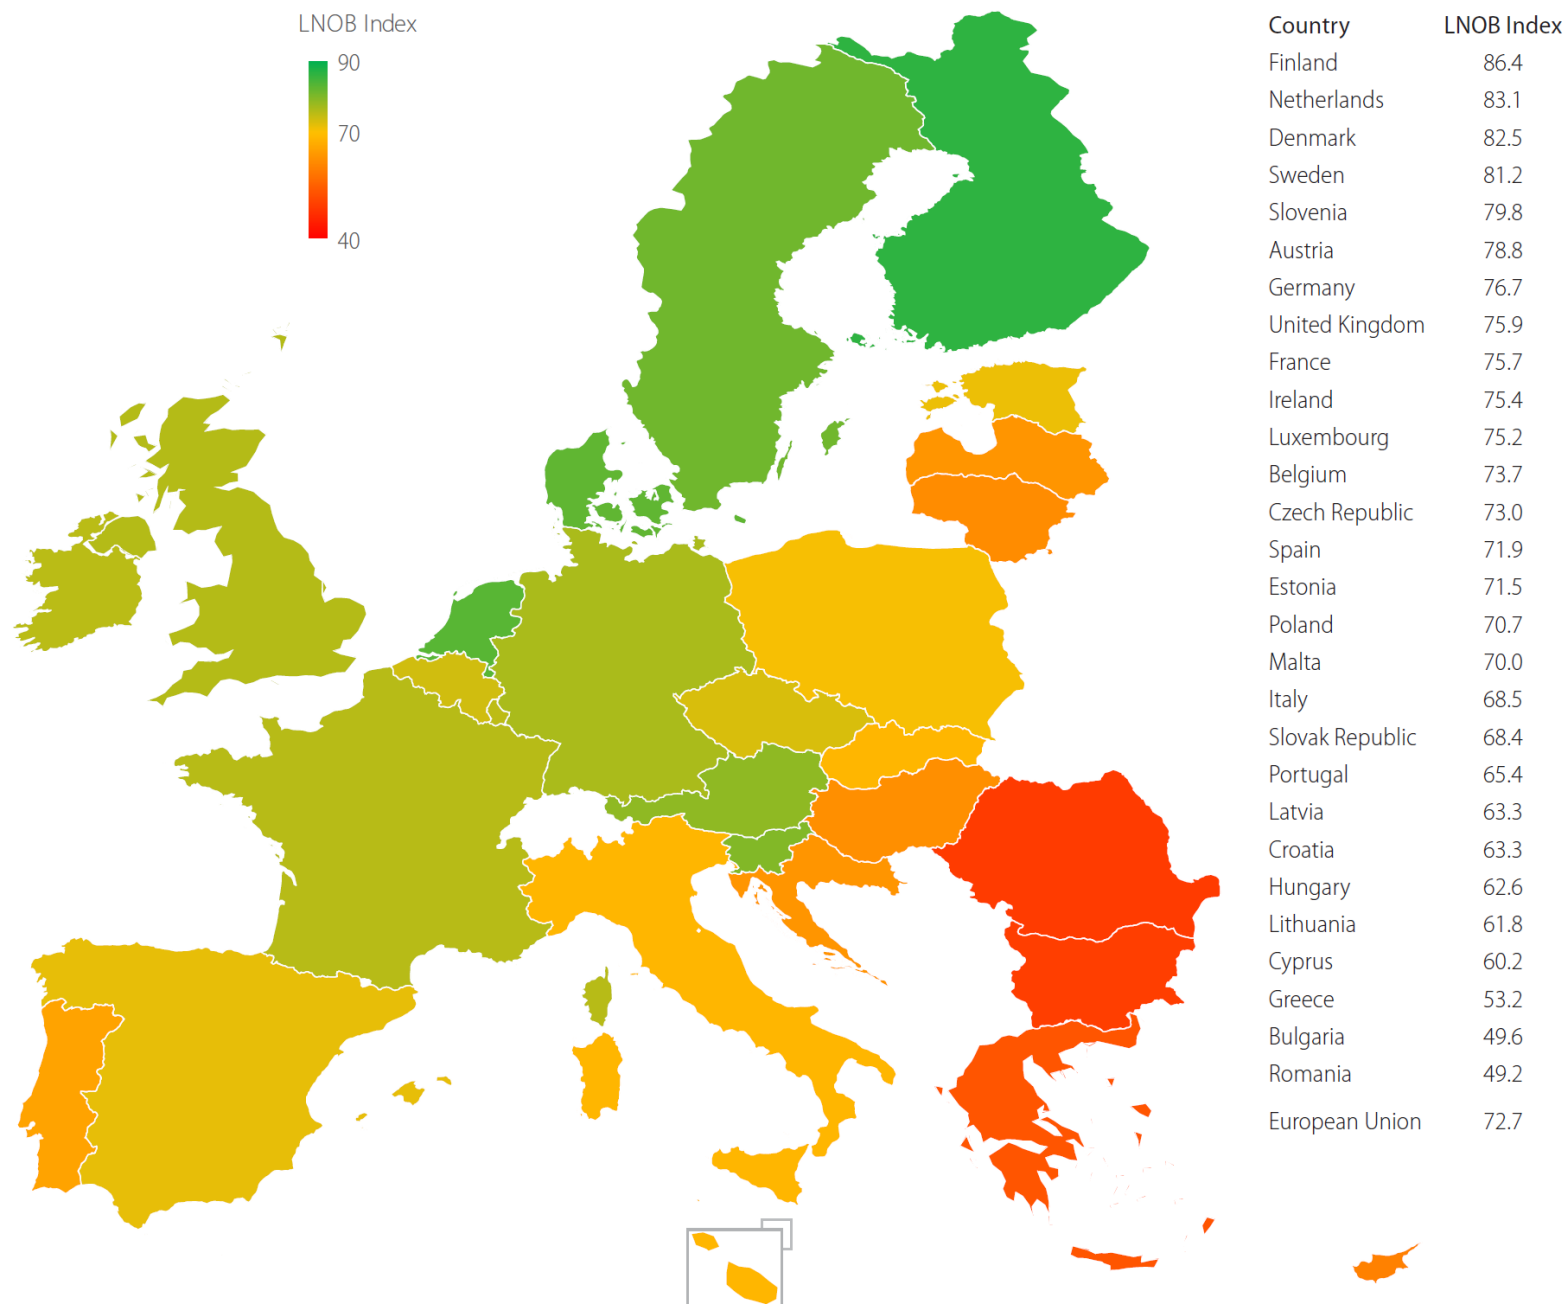 LNOB Index
90
70
40
Country LNOB Index
Finland 86.4
Netherlands 83.1
Denmark 82.5
Sweden 81.2
Slovenia 79.8
Austria 78.8
Germany 76.7
United Kingdom 75.9
France 75.7
Ireland 75.4
Luxembourg 75.2
Belgium 73.7
Czech Republic 73.0
Spain 71.9
Estonia 71.5
Poland 70.7
Malta 70.0
Italy 68.5
Slovak Republic 68.4
Portugal 65.4
Latvia 63.3
Croatia 63.3
Hungary 62.6
Lithuania 61.8
Cyprus 60.2
Greece 53.2
Bulgaria 49.6
Romania 49.2
European Union 72.7